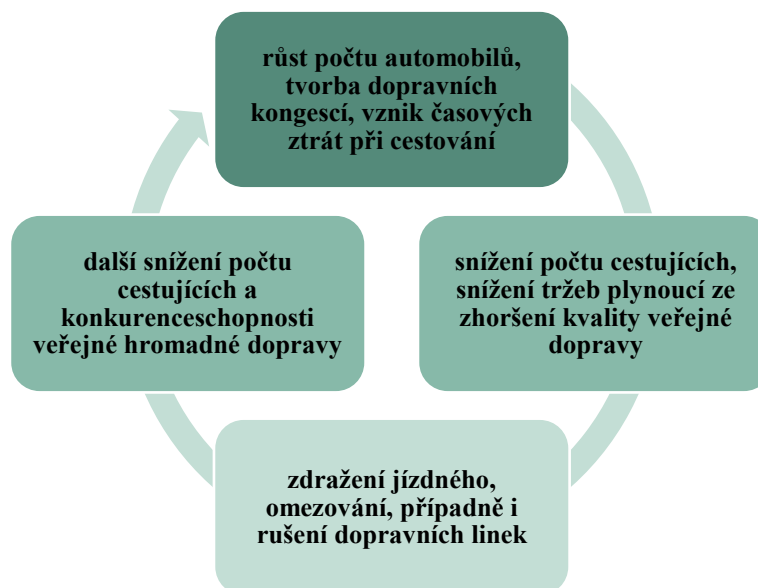 růst počtu automobilů,
tvorba dopravních
kongescí, vznik časových
ztrát při cestování
snížení počtu cestujících,
snížení tržeb plynoucí ze
zhoršení kvality veřejné
dopravy
zdražení jízdného,
omezování, případně i
rušení dopravních linek
další snížení počtu
cestujících a
konkurenceschopnosti
veřejné hromadné dopravy